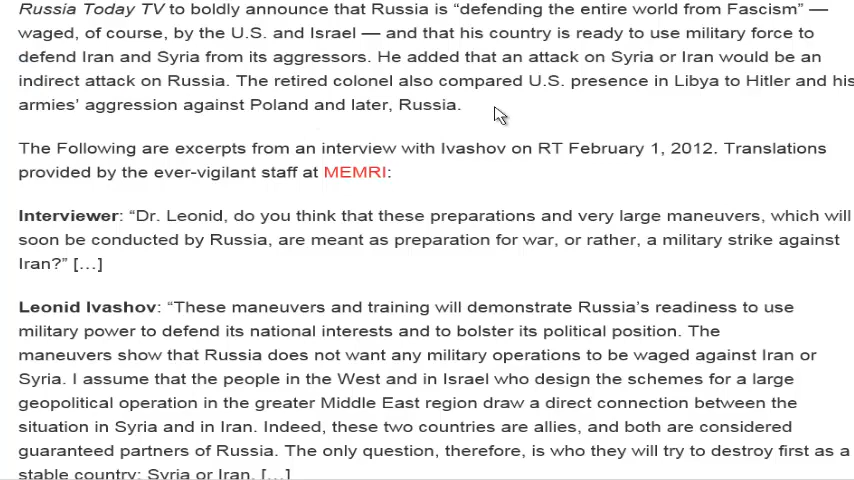 Russia Today TV to boldly announce that Russia is “defending the entire world from Fascism” —
waged, of course, by the U.S. and Israel — and that his country is ready to use military force to
defend Iran and Syria from its aggressors. He added that an attack on Syria or Iran would be an
indirect attack on Russia. The retired colonel also compared U.S. presence in Libya to Hitler and his
armies’ aggression against Poland and later, Russia.
The Following are excerpts from an interview with Ivashov on RT February 1, 2012. Translations
provided by the ever-vigilant staff at MEMRI:
Interviewer: “Dr. Leonid, do you think that these preparations and very large maneuvers, which will
soon be conducted by Russia, are meant as preparation for war, or rather, a military strike against
Iran?” […]
Leonid Ivashov: “These maneuvers and training will demonstrate Russia’s readiness to use
military power to defend its national interests and to bolster its political position. The
maneuvers show that Russia does not want any military operations to be waged against Iran or
Syria. I assume that the people in the West and in Israel who design the schemes for a large
geopolitical operation in the greater Middle East region draw a direct connection between the
situation in Syria and in Iran. Indeed, these two countries are allies, and both are considered
guaranteed partners of Russia. The only question, therefore, is who they will try to destroy first as a
stable country: Syria or Iran. […]